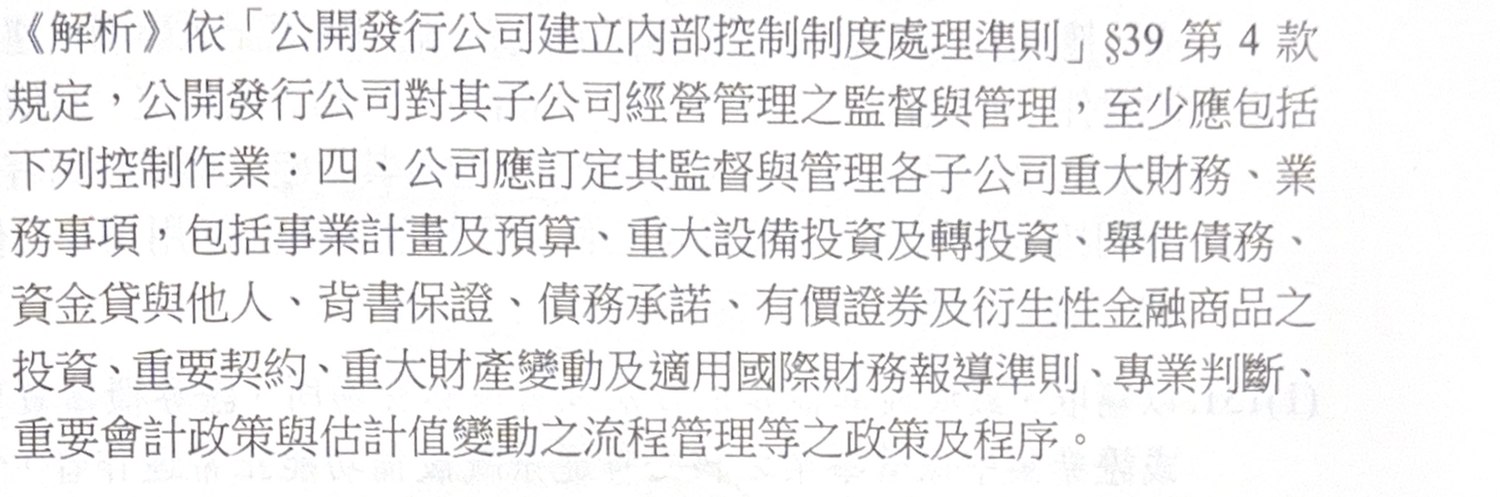 《解析》依「公開發行公司建立內部控制制度處理準則」§39 第 4 款
規定，公開發行公司對其子公司經營管理之監督與管理，至少應包括
下列控制作業：四、公司應訂定其監督與管理各子公司重大財務、業
務事項，包括事業計畫及預算、重大設備投資及轉投資、舉借債務、
資金貸與他人、背書保證、債務承諾、有價證券及衍生性金融商品之
投資、重要契約、重大財產變動及適用國際財務報導準則、專業判斷、
重要會計政策與估計值變動之流程管理等之政策及程序。